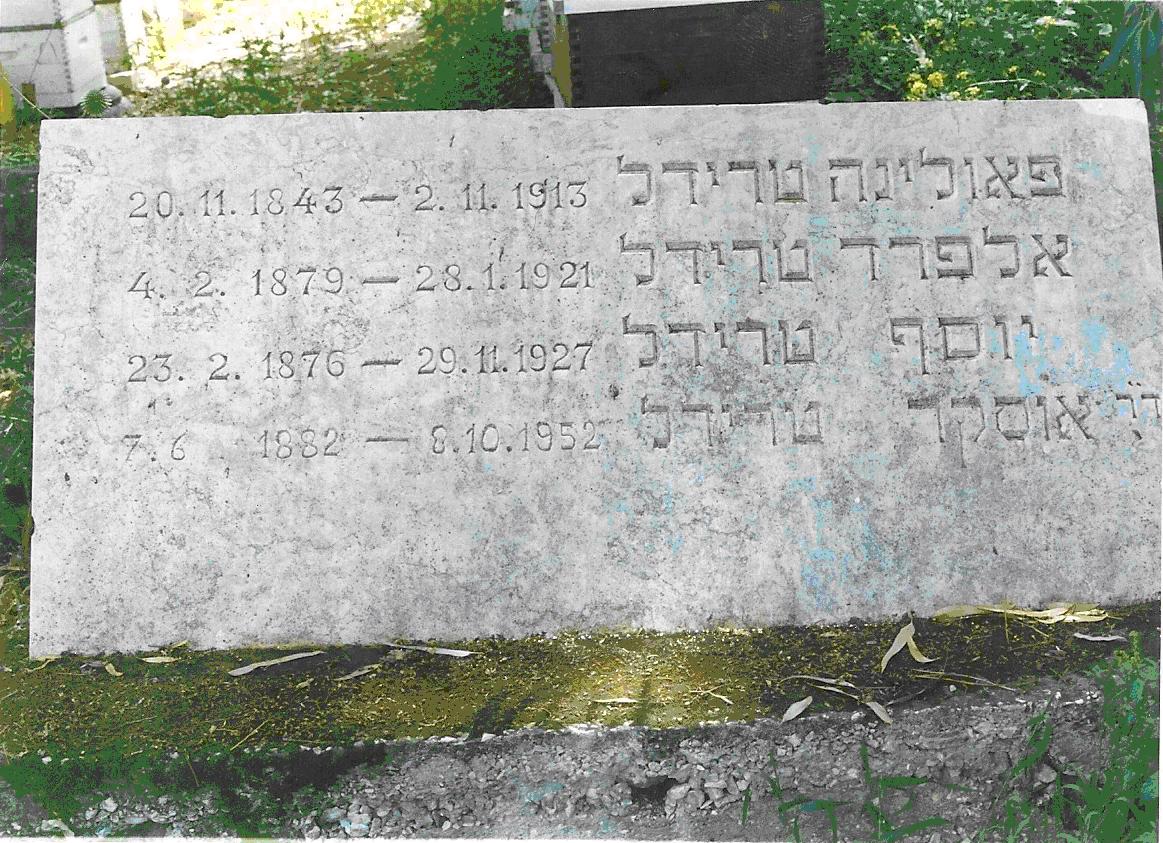 פאולינה טרידל 20.11.1843 — 2.11.1913
אלפרד טרידל 4.2.1879 — 28.1.1921
יוסף טרידל 23.2.1876 — 29.11.1927
דר אוסקר טרידל 7.6 1882 — 8.10.1952